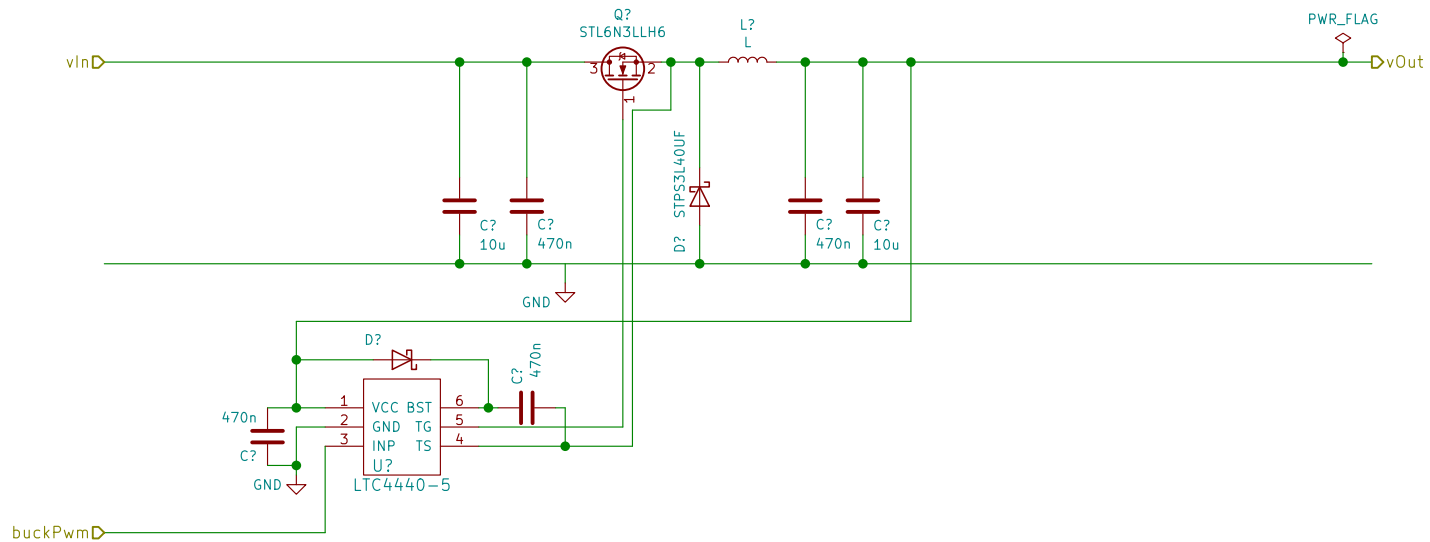 Q?
STL6N3LLH6
L?
L
PWR_FLAG
vIn
3
2
1
vOut
STPS3L40UF
D?
C?
10u
C?
470n
C?
470n
C?
10u
GND
D?
C?
470n
470n
C?
1
2
3
VCC BST
GND TG
INP TS
6
5
4
U?
LTC4440-5
GND
buckPwm